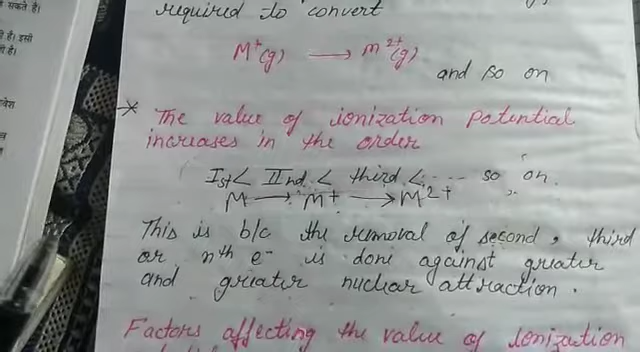 सकते हैं।
required to convert
M⁺(g) → m²⁺(g)
and so on
* The value of ionization potential
increases in the order
Ist < IInd < third < ---- so on.
M → M⁺ → M²⁺
This is b/c the removal of second, third
or nth e⁻ is done against greater
and greater nuclear attraction.
Factors affecting the value of Ionization